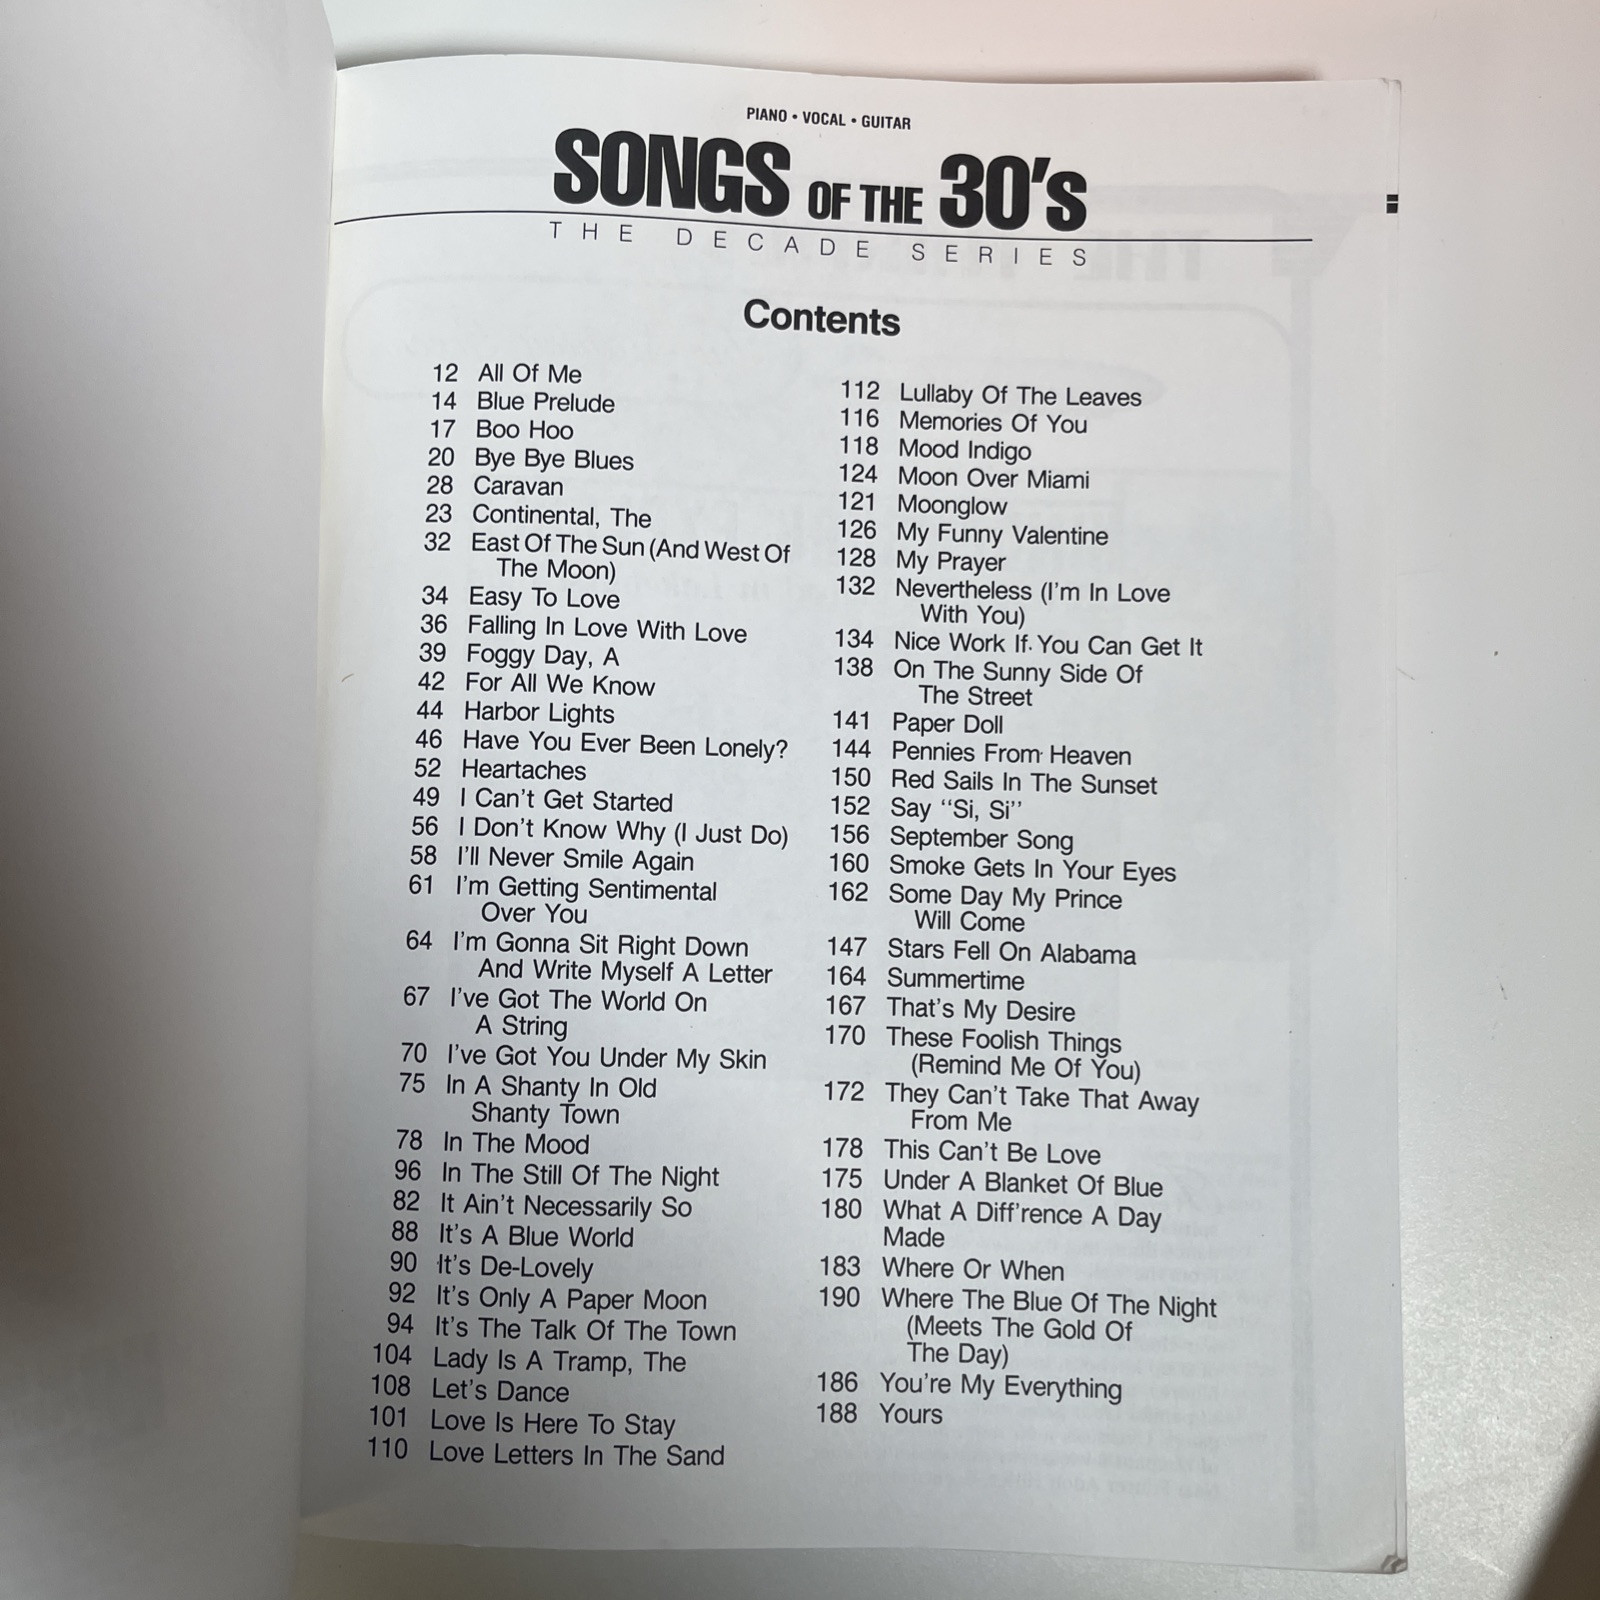 PIANO • VOCAL • GUITAR
SONGS OF THE 30's
THE DECADE SERIES
Contents
12 All Of Me
14 Blue Prelude
17 Boo Hoo
20 Bye Bye Blues
28 Caravan
23 Continental, The
32 East Of The Sun (And West Of
The Moon)
34 Easy To Love
36 Falling In Love With Love
39 Foggy Day, A
42 For All We Know
44 Harbor Lights
46 Have You Ever Been Lonely?
52 Heartaches
49 I Can't Get Started
56 I Don't Know Why (I Just Do)
58 I'll Never Smile Again
61 I'm Getting Sentimental
Over You
64 I'm Gonna Sit Right Down
And Write Myself A Letter
67 I've Got The World On
A String
70 I've Got You Under My Skin
75 In A Shanty In Old
Shanty Town
78 In The Mood
96 In The Still Of The Night
82 It Ain't Necessarily So
88 It's A Blue World
90 It's De-Lovely
92 It's Only A Paper Moon
94 It's The Talk Of The Town
104 Lady Is A Tramp, The
108 Let's Dance
101 Love Is Here To Stay
110 Love Letters In The Sand
112 Lullaby Of The Leaves
116 Memories Of You
118 Mood Indigo
124 Moon Over Miami
121 Moonglow
126 My Funny Valentine
128 My Prayer
132 Nevertheless (I'm In Love
With You)
134 Nice Work If You Can Get It
138 On The Sunny Side Of
The Street
141 Paper Doll
144 Pennies From Heaven
150 Red Sails In The Sunset
152 Say "Si, Si"
156 September Song
160 Smoke Gets In Your Eyes
162 Some Day My Prince
Will Come
147 Stars Fell On Alabama
164 Summertime
167 That's My Desire
170 These Foolish Things
(Remind Me Of You)
172 They Can't Take That Away
From Me
178 This Can't Be Love
175 Under A Blanket Of Blue
180 What A Diff'rence A Day
Made
183 Where Or When
190 Where The Blue Of The Night
(Meets The Gold Of
The Day)
186 You're My Everything
188 Yours